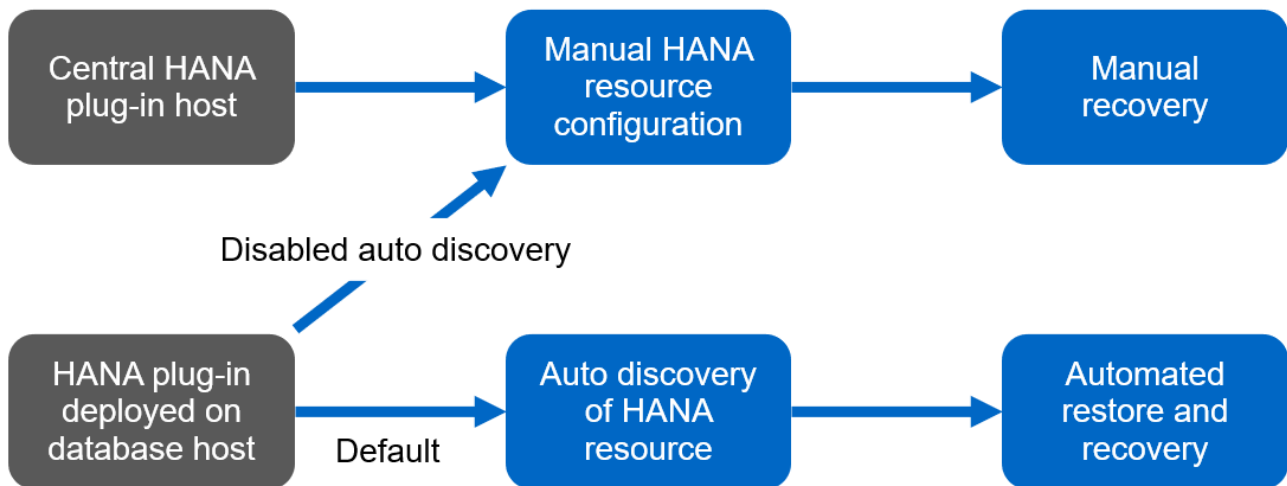 Central HANA
plug-in host
Manual HANA
resource
configuration
Manual
recovery
Disabled auto discovery
HANA plug-in
deployed on
database host
Default
Auto discovery
of HANA
resource
Automated
restore and
recovery